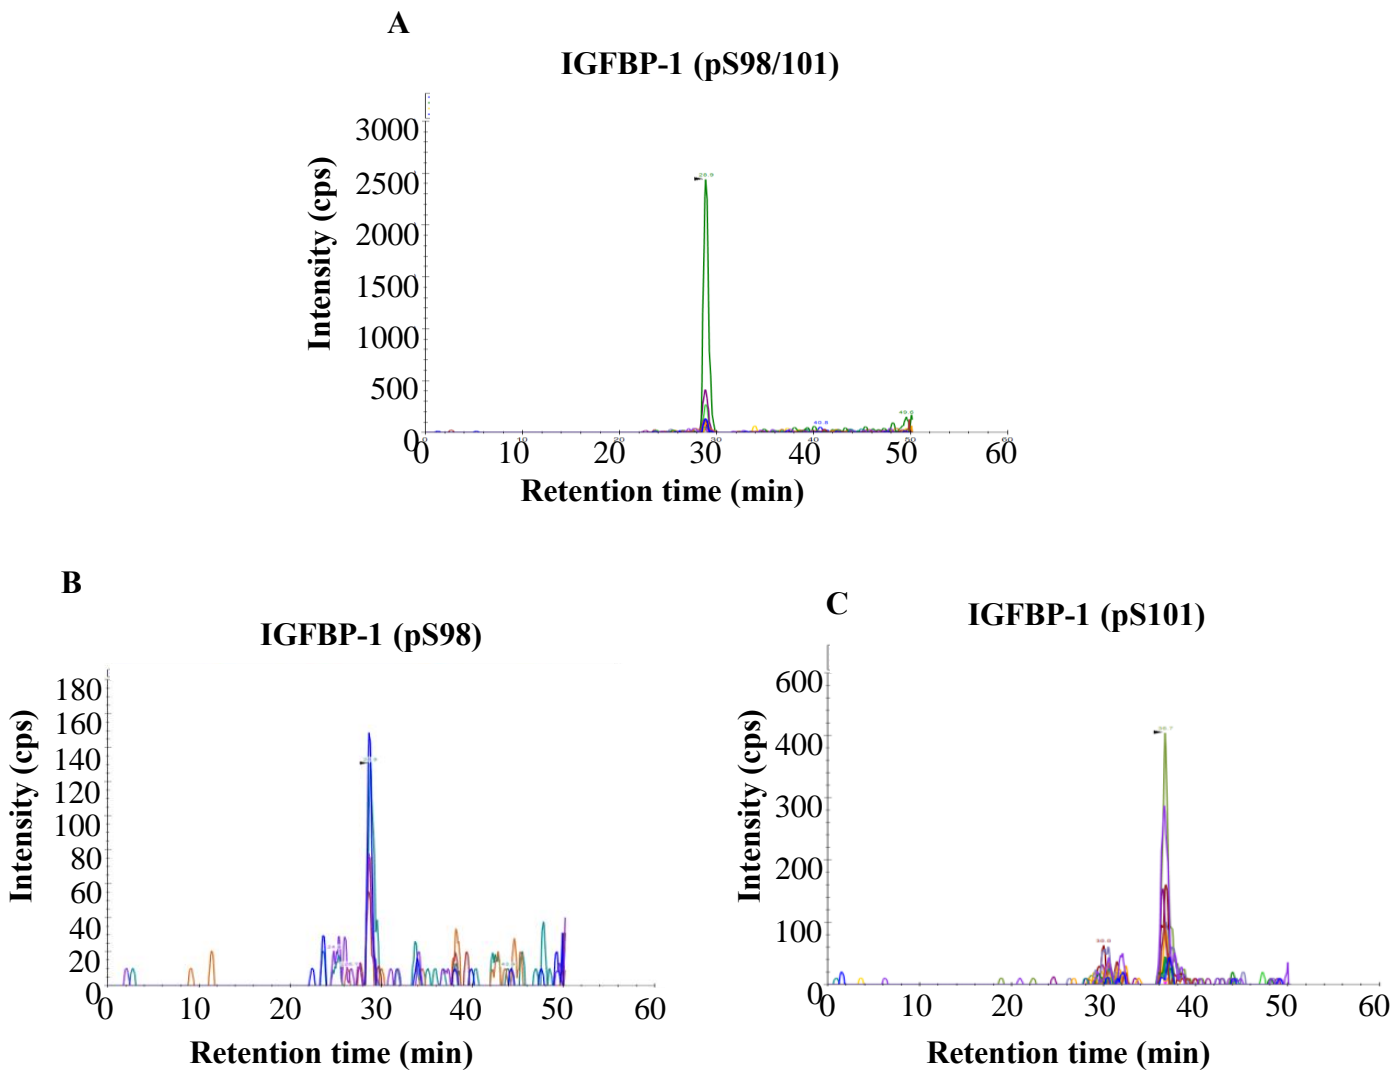 A
IGFBP-1 (pS98/101)
Intensity (cps)
3000
2500
2000
1500
1000
500
0
0 10 20 30 40 50 60
Retention time (min)
B
IGFBP-1 (pS98)
Intensity (cps)
180
160
140
120
100
80
60
40
20
0
0 10 20 30 40 50 60
Retention time (min)
C
IGFBP-1 (pS101)
Intensity (cps)
600
400
300
200
100
0
0 10 20 30 40 50 60
Retention time (min)